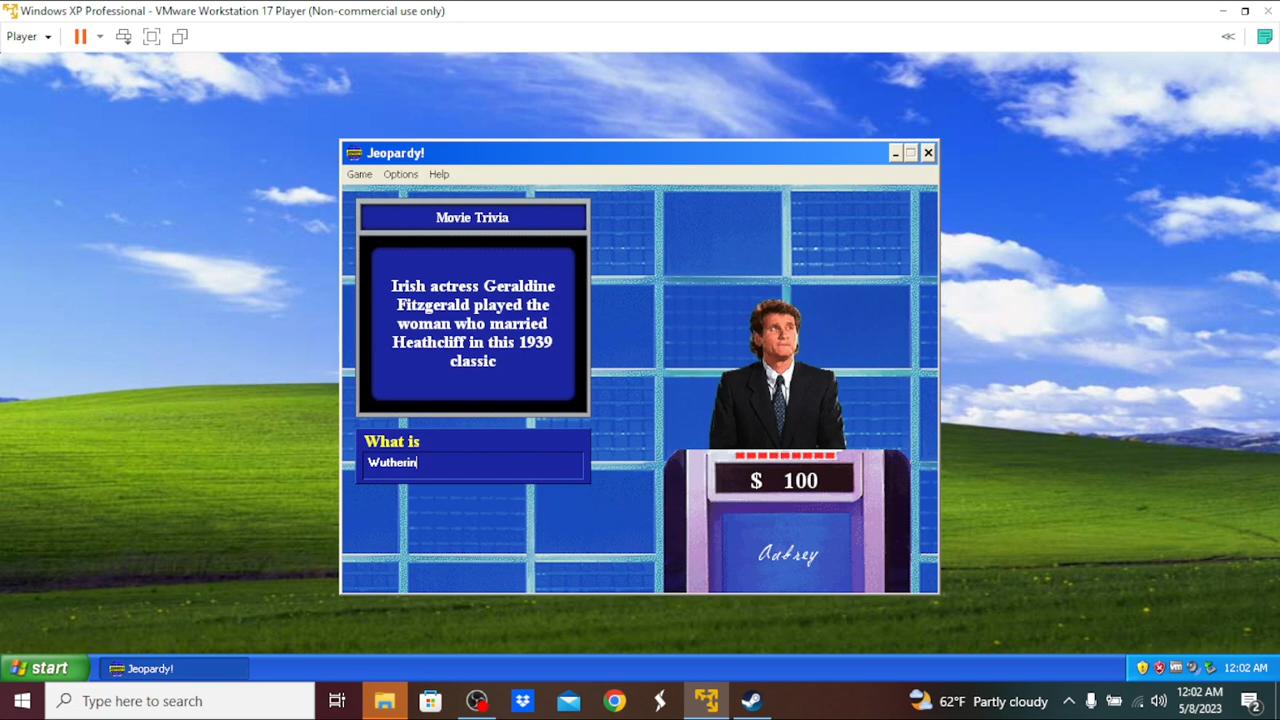 Windows XP Professional - VMware Workstation 17 Player (Non-commercial use only)
Player
Jeopardy!
Game Options Help
Movie Trivia
Irish actress Geraldine
Fitzgerald played the
woman who married
Heathcliff in this 1939
classic
What is
Wutherin
$ 100
Aubrey
start
Jeopardy!
12:02 AM
Type here to search
62°F Partly cloudy
12:02 AM
5/8/2023
2